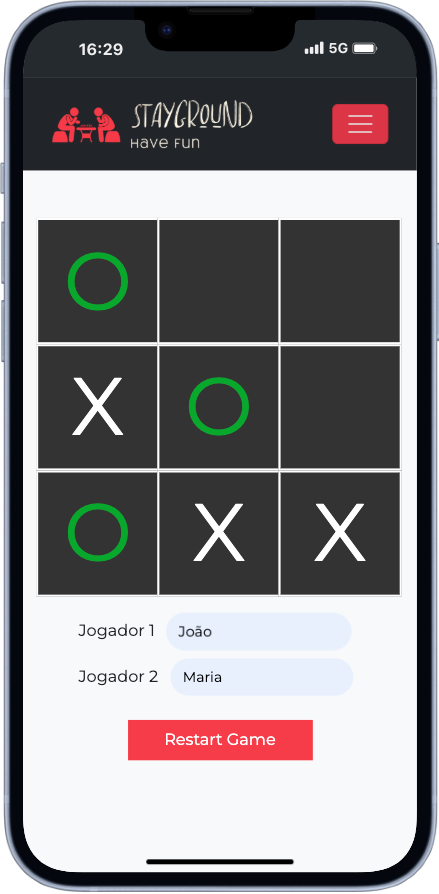 16:29 5G
STAYGROUND
Have Fun
O
X O
O X X
Jogador 1 João
Jogador 2 Maria
Restart Game